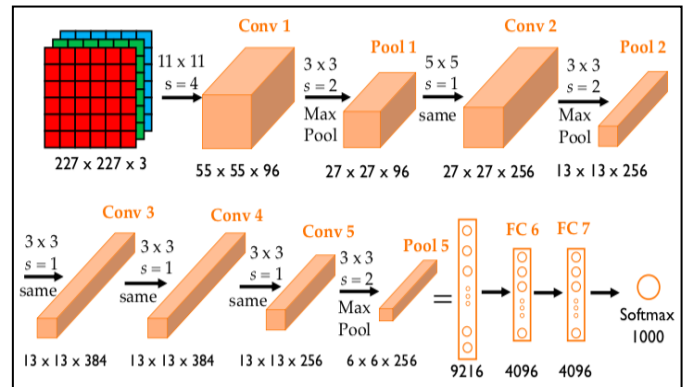 Conv 1
Conv 2
Pool 1
Pool 2
11 x 11
s = 4
3 x 3
s = 2
Max
Pool
5 x 5
s = 1
same
3 x 3
s = 2
Max
Pool
227 x 227 x 3
55 x 55 x 96
27 x 27 x 96
27 x 27 x 256
13 x 13 x 256
Conv 3
Conv 4
Conv 5
Pool 5
FC 6
FC 7
3 x 3
s = 1
same
3 x 3
s = 1
same
3 x 3
s = 1
same
3 x 3
s = 2
Max
Pool
=
Softmax
1000
13 x 13 x 384
13 x 13 x 384
13 x 13 x 256
6 x 6 x 256
9216
4096
4096